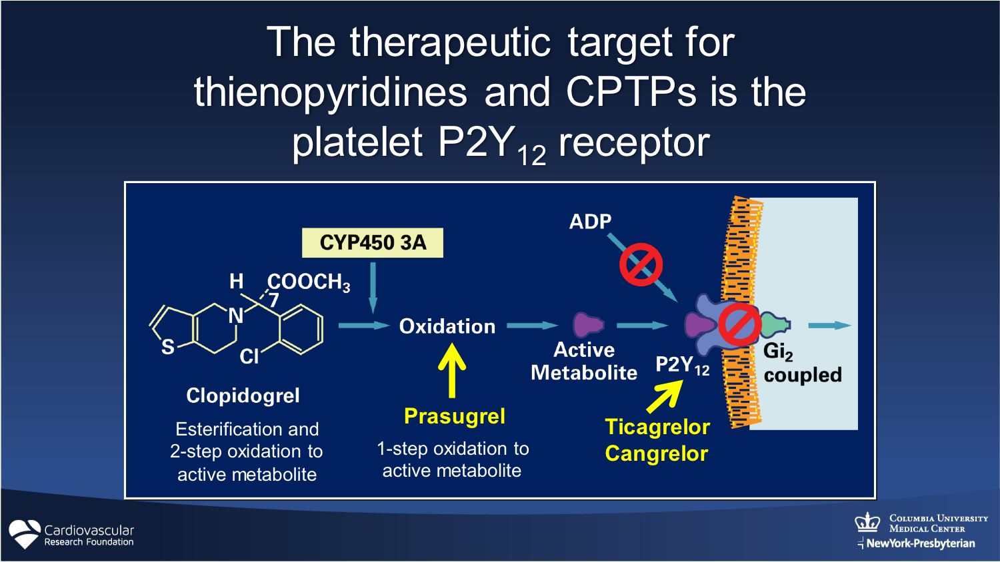 The therapeutic target for
thienopyridines and CPTPs is the
platelet P2Y₁₂ receptor
ADP
CYP450 3A
H
COOCH₃
7
N
S
Cl
Oxidation
Active
Metabolite
P2Y₁₂
Gi₂
coupled
Clopidogrel
Esterification and
2-step oxidation to
active metabolite
Prasugrel
1-step oxidation to
active metabolite
Ticagrelor
Cangrelor
Cardiovascular
Research Foundation
Columbia University
Medical Center
NewYork-Presbyterian